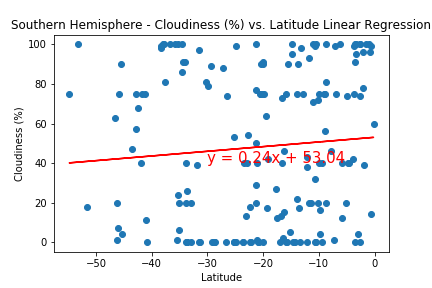 Southern Hemisphere - Cloudiness (%) vs. Latitude Linear Regression
100
80
60
40
20
0
Cloudiness (%)
y = 0.24x + 53.04
−50 −40 −30 −20 −10 0
Latitude